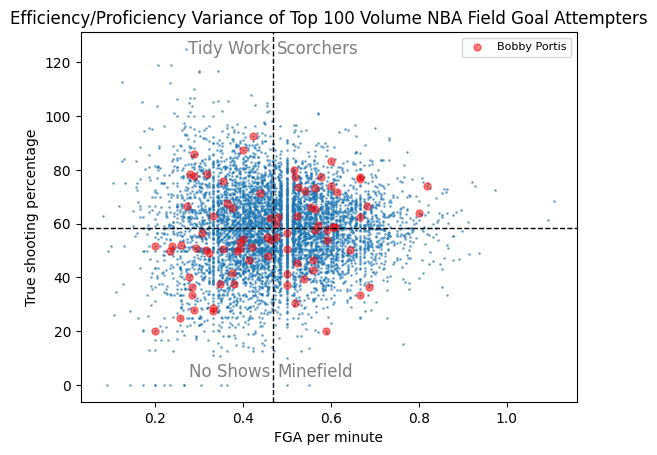 Efficiency/Proficiency Variance of Top 100 Volume NBA Field Goal Attempters
Tidy Work
Scorchers
Bobby Portis
120
100
80
60
40
20
0
True shooting percentage
No Shows
Minefield
0.2
0.4
0.6
0.8
1.0
FGA per minute